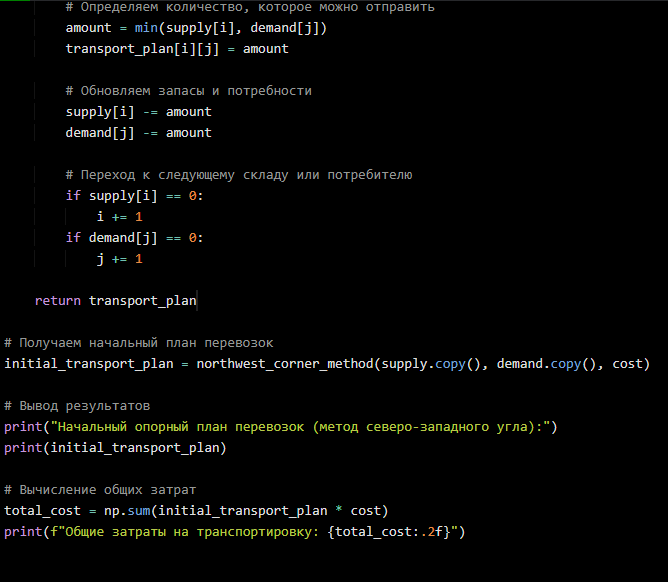 # Определяем количество, которое можно отправить
amount = min(supply[i], demand[j])
transport_plan[i][j] = amount
# Обновляем запасы и потребности
supply[i] -= amount
demand[j] -= amount
# Переход к следующему складу или потребителю
if supply[i] == 0:
i += 1
if demand[j] == 0:
j += 1
return transport_plan
# Получаем начальный план перевозок
initial_transport_plan = northwest_corner_method(supply.copy(), demand.copy(), cost)
# Вывод результатов
print("Начальный опорный план перевозок (метод северо-западного угла):")
print(initial_transport_plan)
# Вычисление общих затрат
total_cost = np.sum(initial_transport_plan * cost)
print(f"Общие затраты на транспортировку: {total_cost:.2f}")